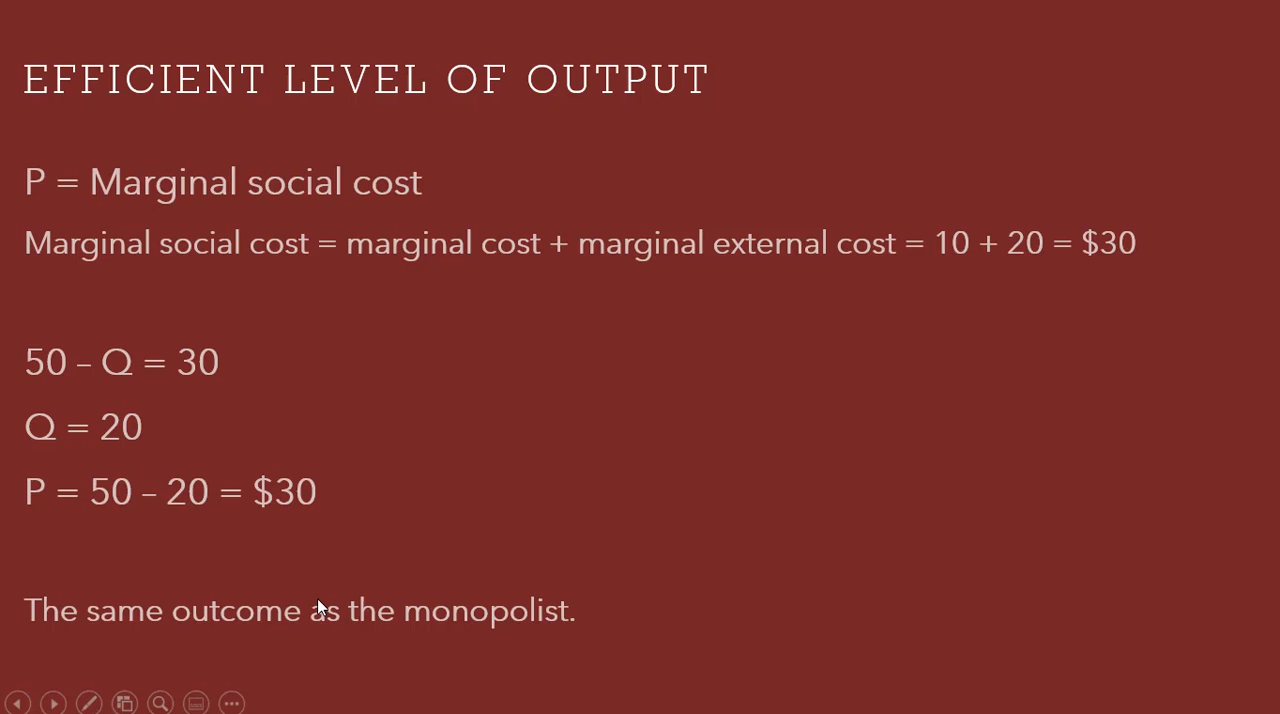 EFFICIENT LEVEL OF OUTPUT
P = Marginal social cost
Marginal social cost = marginal cost + marginal external cost = 10 + 20 = $30
50 – Q = 30
Q = 20
P = 50 – 20 = $30
The same outcome as the monopolist.